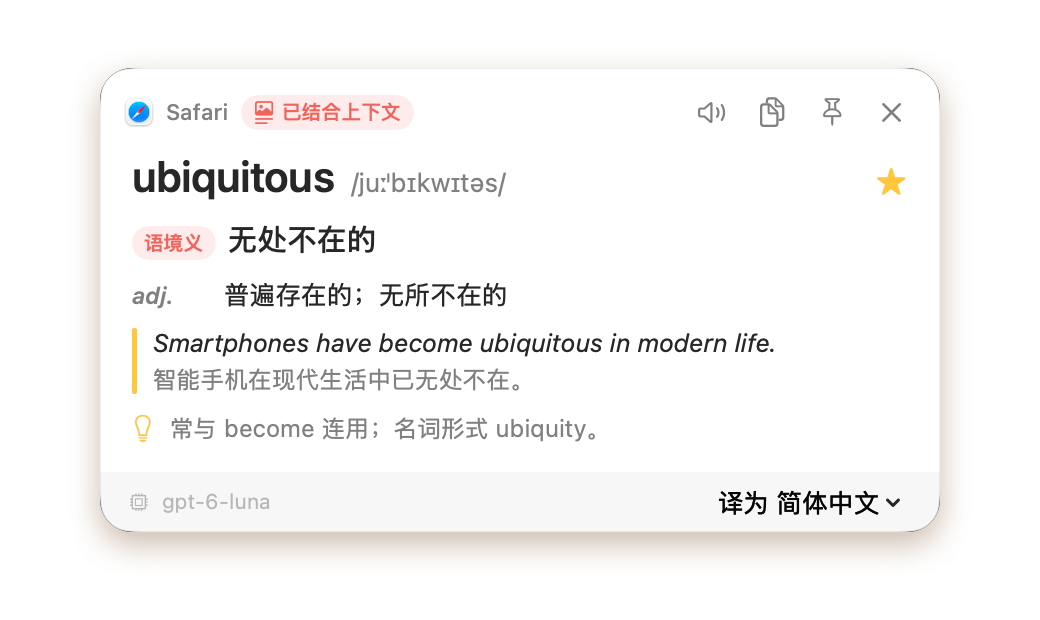 Safari 已结合上下文
ubiquitous /juːˈbɪkwɪtəs/
语境义 无处不在的
adj. 普遍存在的；无所不在的
Smartphones have become ubiquitous in modern life.
智能手机在现代生活中已无处不在。
常与 become 连用；名词形式 ubiquity。
gpt-6-luna 译为 简体中文